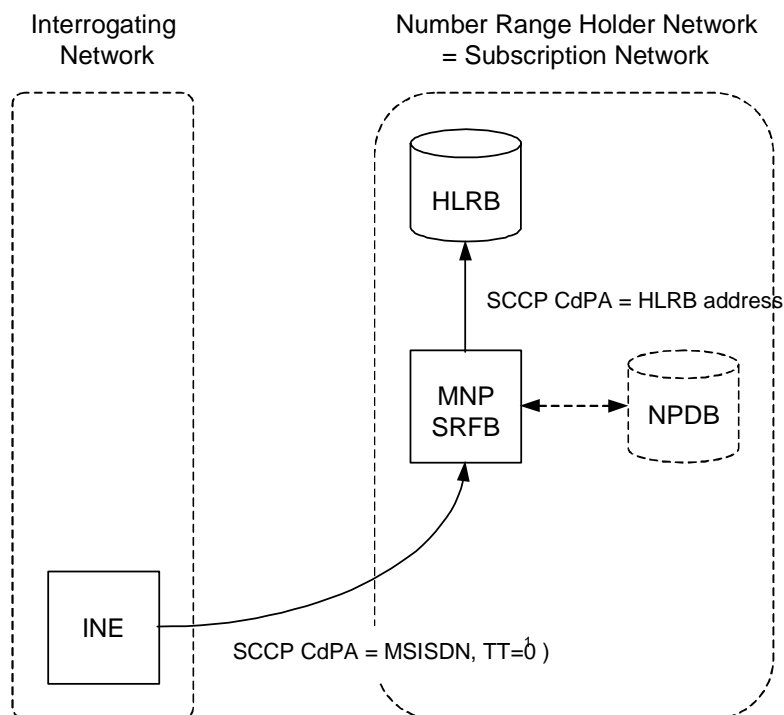 Interrogating
Network
Number Range Holder Network
= Subscription Network
HLRB
SCCP CdPA = HLRB address
MNP
SRFB
NPDB
INE
SCCP CdPA = MSISDN, TT=0 1)